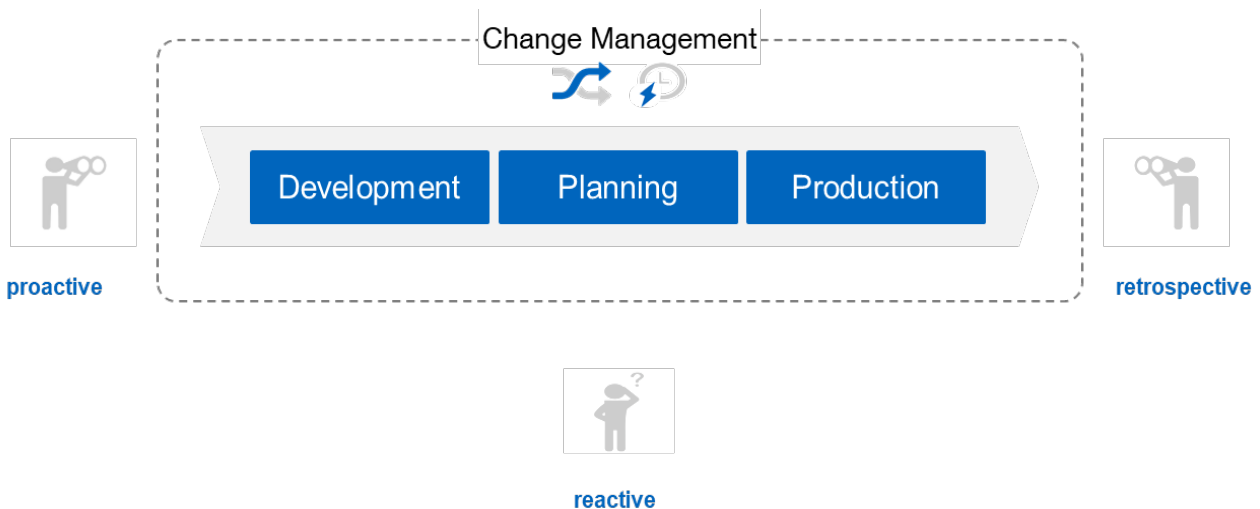 Change Management
Development
Planning
Production
proactive
retrospective
?
reactive